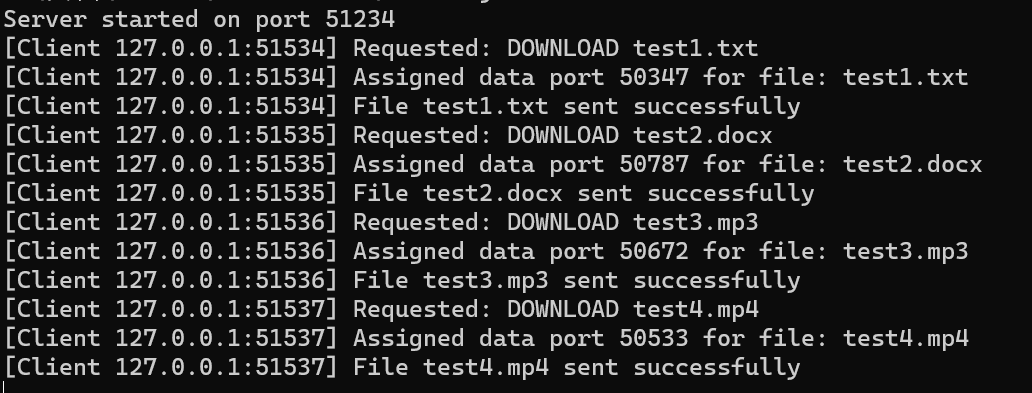 Server started on port 51234
[Client 127.0.0.1:51534] Requested: DOWNLOAD test1.txt
[Client 127.0.0.1:51534] Assigned data port 50347 for file: test1.txt
[Client 127.0.0.1:51534] File test1.txt sent successfully
[Client 127.0.0.1:51535] Requested: DOWNLOAD test2.docx
[Client 127.0.0.1:51535] Assigned data port 50787 for file: test2.docx
[Client 127.0.0.1:51535] File test2.docx sent successfully
[Client 127.0.0.1:51536] Requested: DOWNLOAD test3.mp3
[Client 127.0.0.1:51536] Assigned data port 50672 for file: test3.mp3
[Client 127.0.0.1:51536] File test3.mp3 sent successfully
[Client 127.0.0.1:51537] Requested: DOWNLOAD test4.mp4
[Client 127.0.0.1:51537] Assigned data port 50533 for file: test4.mp4
[Client 127.0.0.1:51537] File test4.mp4 sent successfully